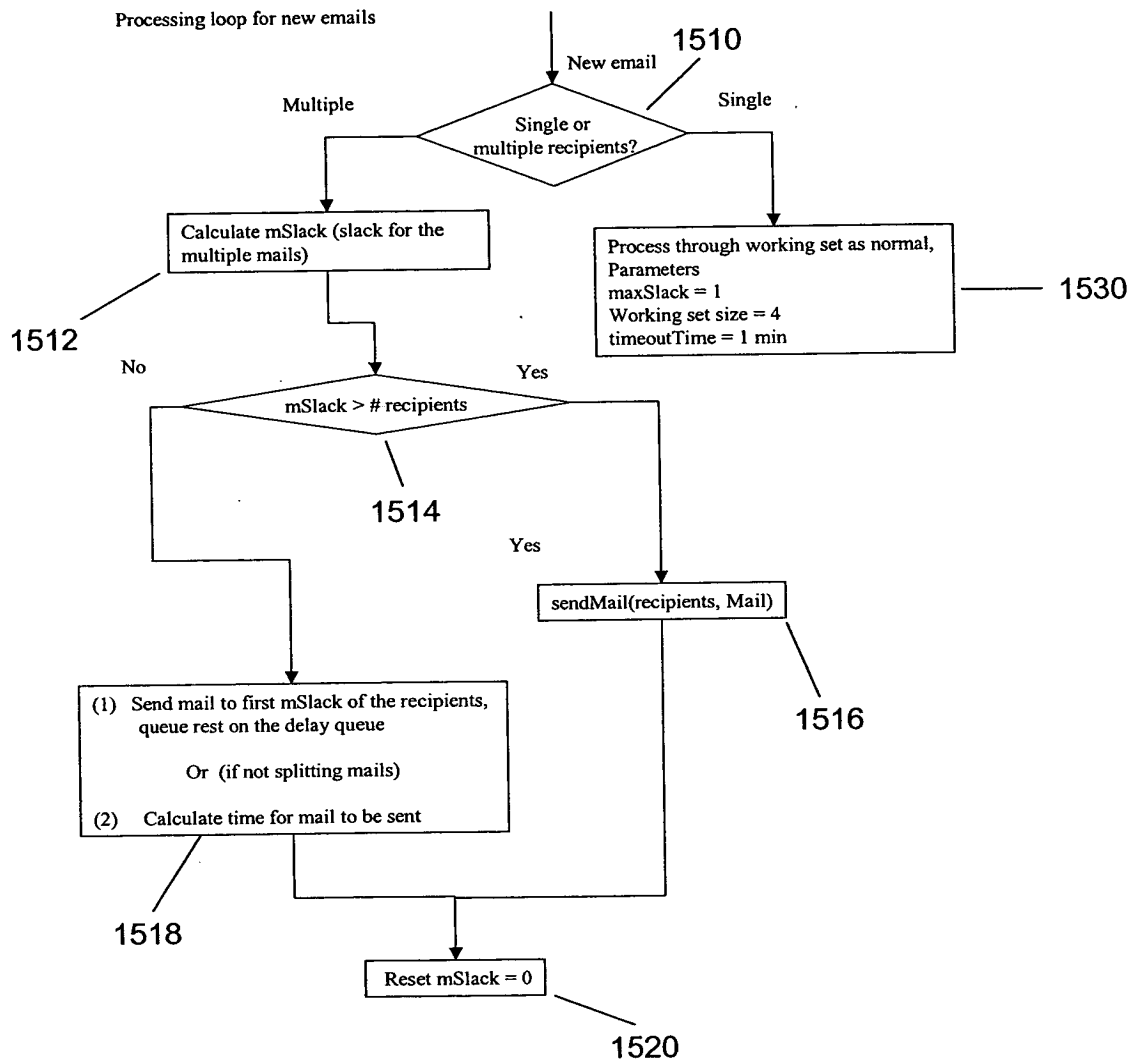 Processing loop for new emails
1510
New email
Multiple
Single
Single or
multiple recipients?
Calculate mSlack (slack for the
multiple mails)
Process through working set as normal,
Parameters
maxSlack = 1
Working set size = 4
timeoutTime = 1 min
1530
1512
No
Yes
mSlack > # recipients
1514
Yes
sendMail(recipients, Mail)
(1) Send mail to first mSlack of the recipients,
queue rest on the delay queue
Or (if not splitting mails)
(2) Calculate time for mail to be sent
1516
1518
Reset mSlack = 0
1520